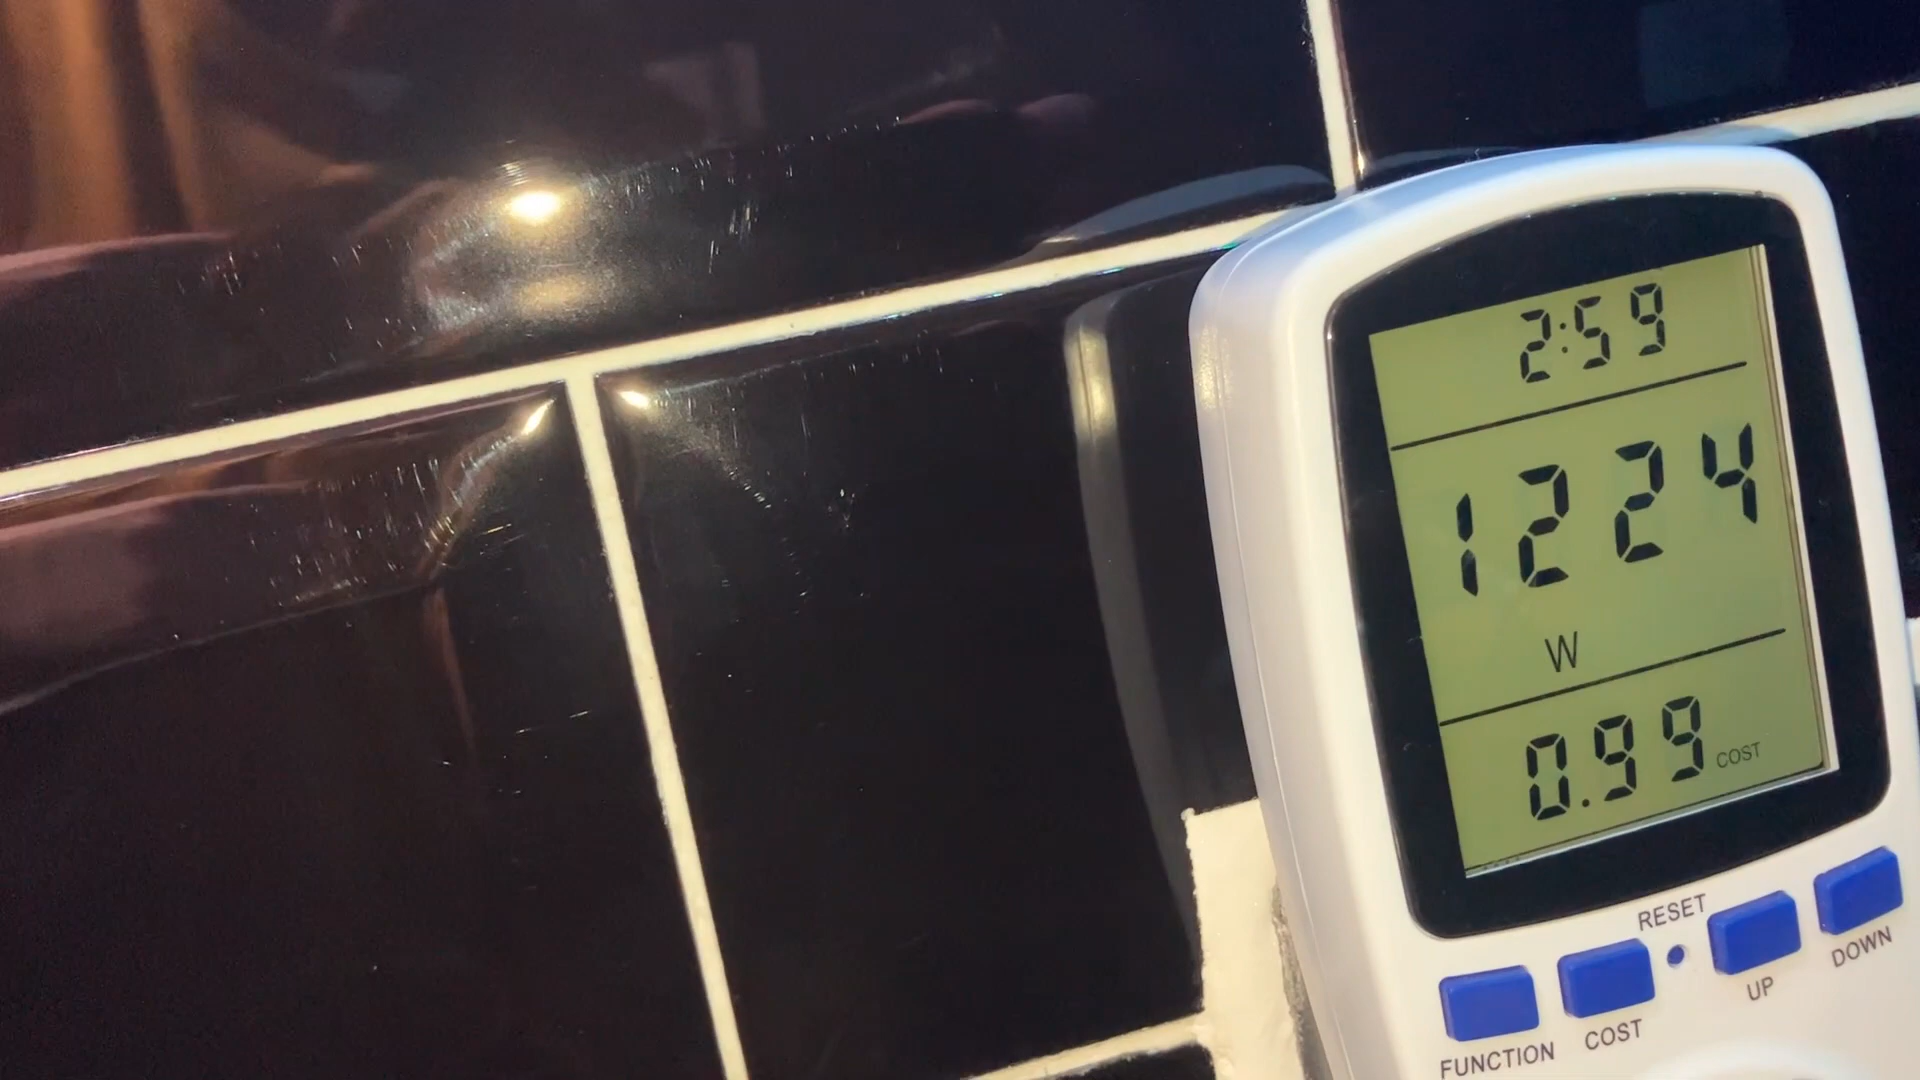 2:59
1224
W
0.99 COST
RESET
FUNCTION COST UP DOWN